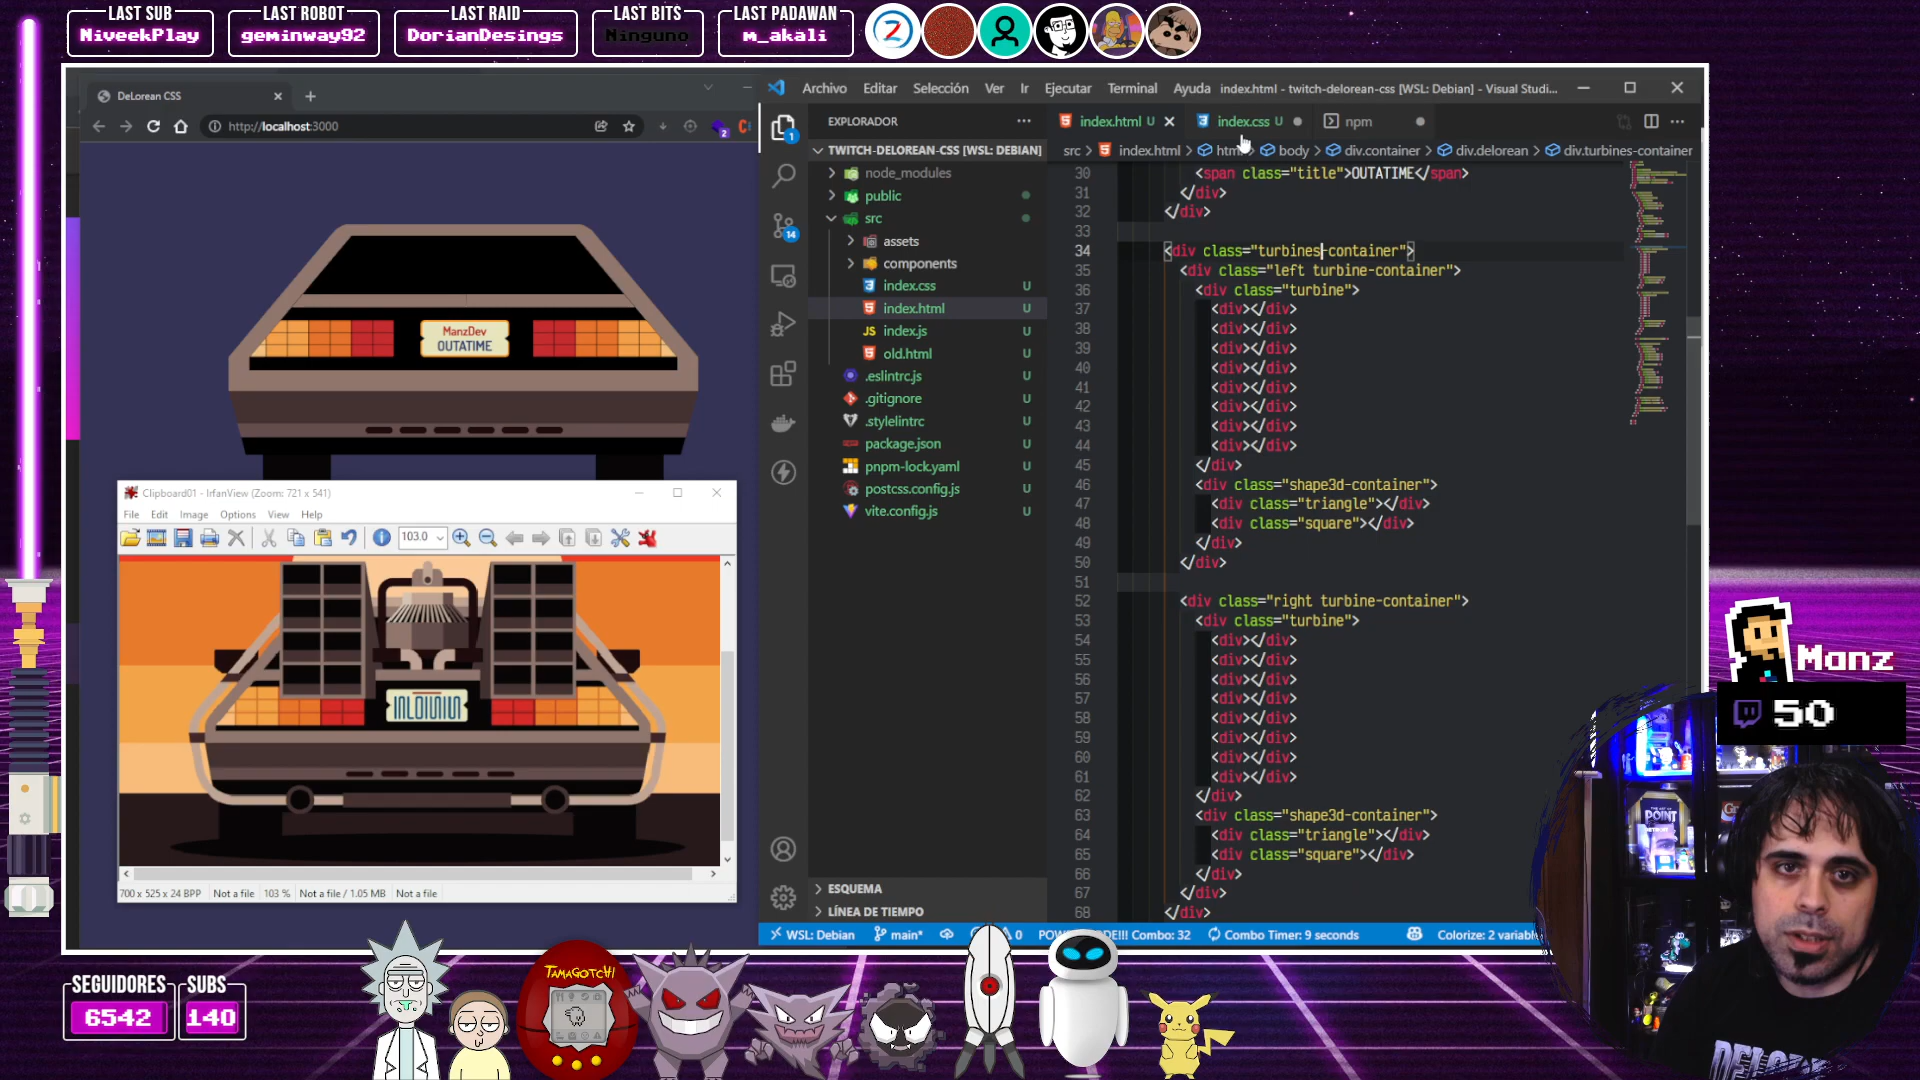 LAST SUB
NiveekPlay
LAST ROBOT
geminway92
LAST RAID
DorianDesings
LAST BITS
Ninguno
LAST PADAWAN
m_akali
DeLorean CSS
http://localhost:3000
ManzDev
OUTATIME
Clipboard01 - IrfanView (Zoom: 721 x 541)
File Edit Image Options View Help
103.0
700 x 525 x 24 BPP Not a file 103 % Not a file / 1.05 MB Not a file
Archivo Editar Selección Ver Ir Ejecutar Terminal Ayuda index.html - twitch-delorean-css [WSL: Debian] - Visual Studi...
EXPLORADOR
index.html U
index.css U
npm
TWITCH-DELOREAN-CSS [WSL: DEBIAN]
node_modules
public
src
assets
components
index.css U
index.html U
index.js U
old.html U
.eslintrc.js U
.gitignore U
.stylelintrc U
package.json U
pnpm-lock.yaml U
postcss.config.js U
vite.config.js U
ESQUEMA
LÍNEA DE TIEMPO
1
14
2
src > index.html > html > body > div.container > div.delorean > div.turbines-container
30 <span class="title">OUTATIME</span>
31 </div>
32 </div>
33
34 <div class="turbines-container">
35 <div class="left turbine-container">
36 <div class="turbine">
37 <div></div>
38 <div></div>
39 <div></div>
40 <div></div>
41 <div></div>
42 <div></div>
43 <div></div>
44 <div></div>
45 </div>
46 <div class="shape3d-container">
47 <div class="triangle"></div>
48 <div class="square"></div>
49 </div>
50 </div>
51
52 <div class="right turbine-container">
53 <div class="turbine">
54 <div></div>
55 <div></div>
56 <div></div>
57 <div></div>
58 <div></div>
59 <div></div>
60 <div></div>
61 <div></div>
62 </div>
63 <div class="shape3d-container">
64 <div class="triangle"></div>
65 <div class="square"></div>
66 </div>
67 </div>
68 </div>
WSL: Debian main* 0 Combo: 32 Combo Timer: 9 seconds Colorize: 2 variabl
Manz
50
SEGUIDORES
6542
SUBS
140
TAMAGOTCHI